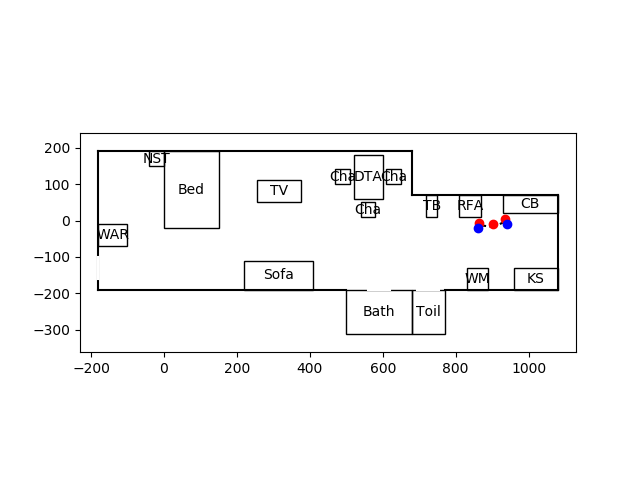 200
100
0
−100
−200
−300
NST
Bed
TV
Cha
DTA
Cha
Cha
TB
RFA
CB
WAR
Sofa
WM
KS
Bath
Toil
−200
0
200
400
600
800
1000